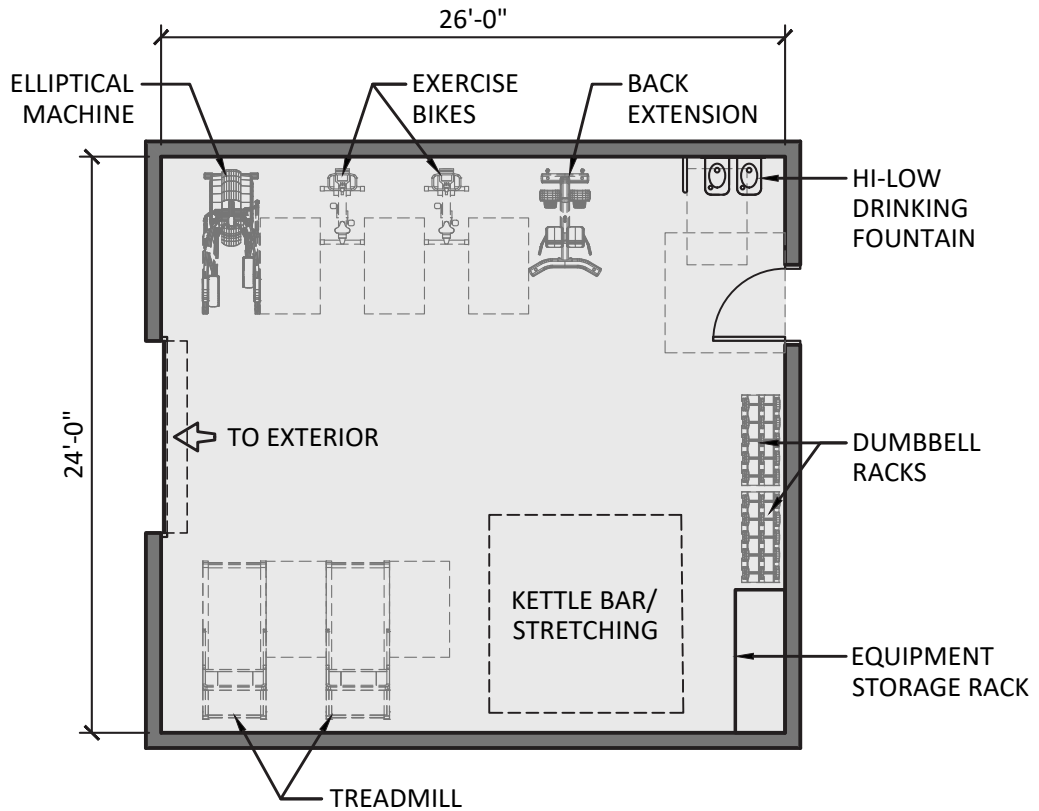 26'-0"
ELLIPTICAL
MACHINE
EXERCISE
BIKES
BACK
EXTENSION
HI-LOW
DRINKING
FOUNTAIN
24'-0"
TO EXTERIOR
DUMBBELL
RACKS
KETTLE BAR/
STRETCHING
EQUIPMENT
STORAGE RACK
TREADMILL